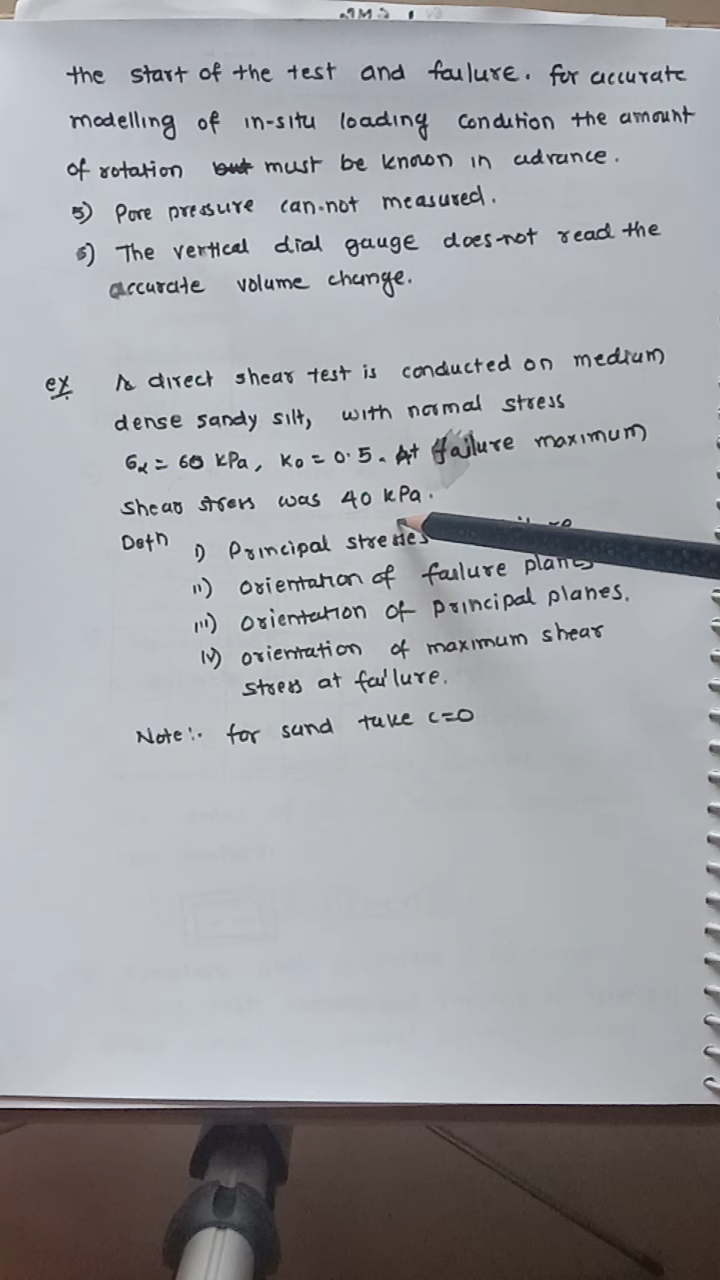 the start of the test and failure. for accurate
modelling of in-situ loading condition the amount
of rotation must be known in advance.
5) Pore pressure can-not measured.
6) The vertical dial gauge does-not read the
accurate volume change.
ex A direct shear test is conducted on medium
dense sandy silt, with normal stress
= 60 kPa, K0 = 0.5. At failure maximum
shear stress was 40 kPa.
Detn i) Principal stresses
ii) orientation of failure planes
iii) orientation of principal planes.
iv) orientation of maximum shear
stress at failure.
Note:- for sand take c=0